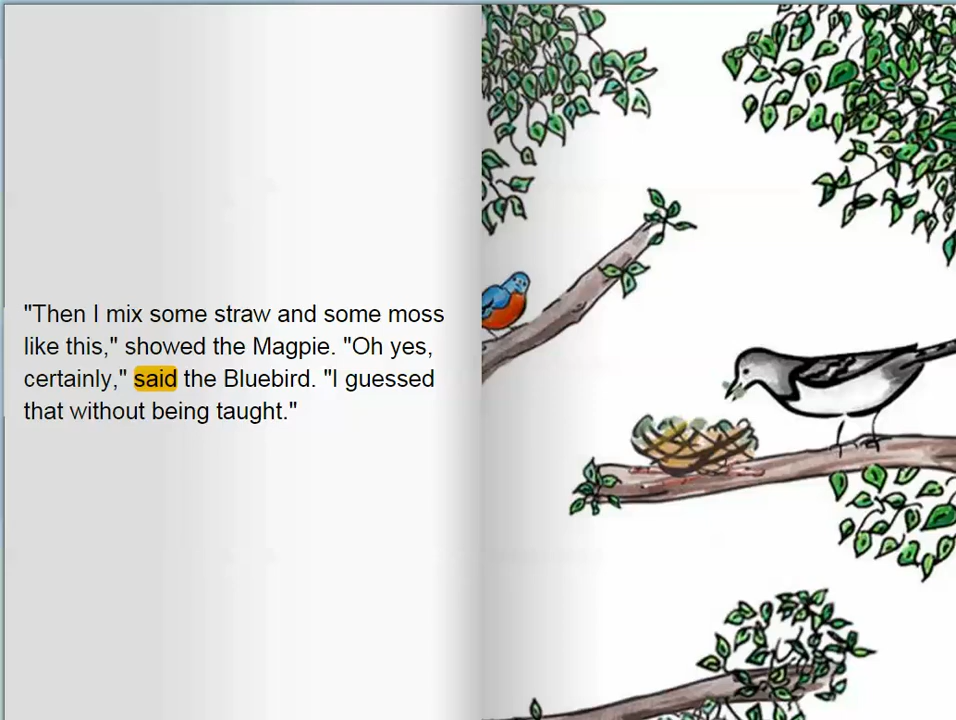 "Then I mix some straw and some moss
like this," showed the Magpie. "Oh yes,
certainly," said the Bluebird. "I guessed
that without being taught."